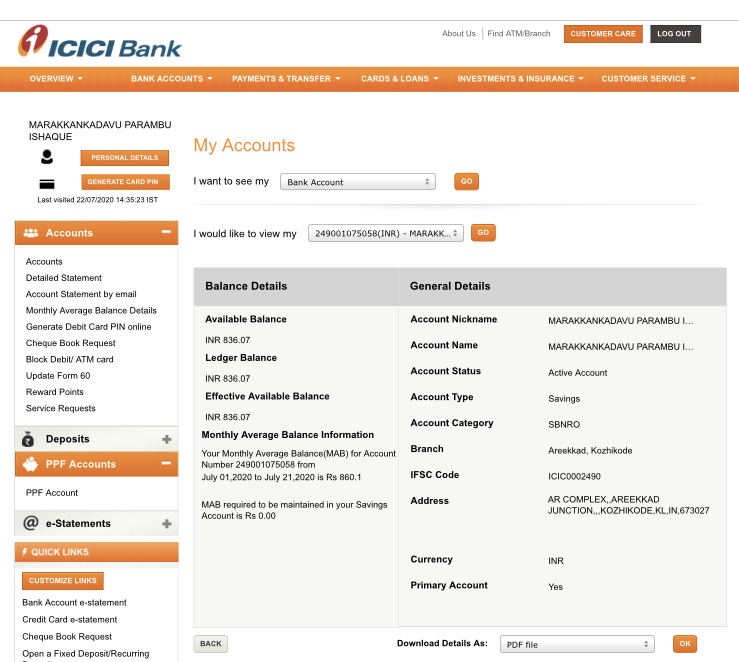 ICICI Bank
About Us
Find ATM/Branch
CUSTOMER CARE
LOG OUT
OVERVIEW
BANK ACCOUNTS
PAYMENTS & TRANSFER
CARDS & LOANS
INVESTMENTS & INSURANCE
CUSTOMER SERVICE
MARAKKANKADAVU PARAMBU
ISHAQUE
PERSONAL DETAILS
GENERATE CARD PIN
Last visited 22/07/2020 14:35:23 IST
Accounts
Accounts
Detailed Statement
Account Statement by email
Monthly Average Balance Details
Generate Debit Card PIN online
Cheque Book Request
Block Debit/ ATM card
Update Form 60
Reward Points
Service Requests
Deposits
PPF Accounts
PPF Account
e-Statements
QUICK LINKS
CUSTOMIZE LINKS
Bank Account e-statement
Credit Card e-statement
Cheque Book Request
Open a Fixed Deposit/Recurring
My Accounts
I want to see my
Bank Account
GO
I would like to view my
249001075058(INR) - MARAKK...
GO
Balance Details
Available Balance
INR 836.07
Ledger Balance
INR 836.07
Effective Available Balance
INR 836.07
Monthly Average Balance Information
Your Monthly Average Balance(MAB) for Account
Number 249001075058 from
July 01,2020 to July 21,2020 is Rs 860.1
MAB required to be maintained in your Savings
Account is Rs 0.00
General Details
Account Nickname MARAKKANKADAVU PARAMBU I...
Account Name MARAKKANKADAVU PARAMBU I...
Account Status Active Account
Account Type Savings
Account Category SBNRO
Branch Areekkad, Kozhikode
IFSC Code ICIC0002490
Address AR COMPLEX,,AREEKKAD
JUNCTION,,,KOZHIKODE,KL,IN,673027
Currency INR
Primary Account Yes
BACK
Download Details As:
PDF file
OK